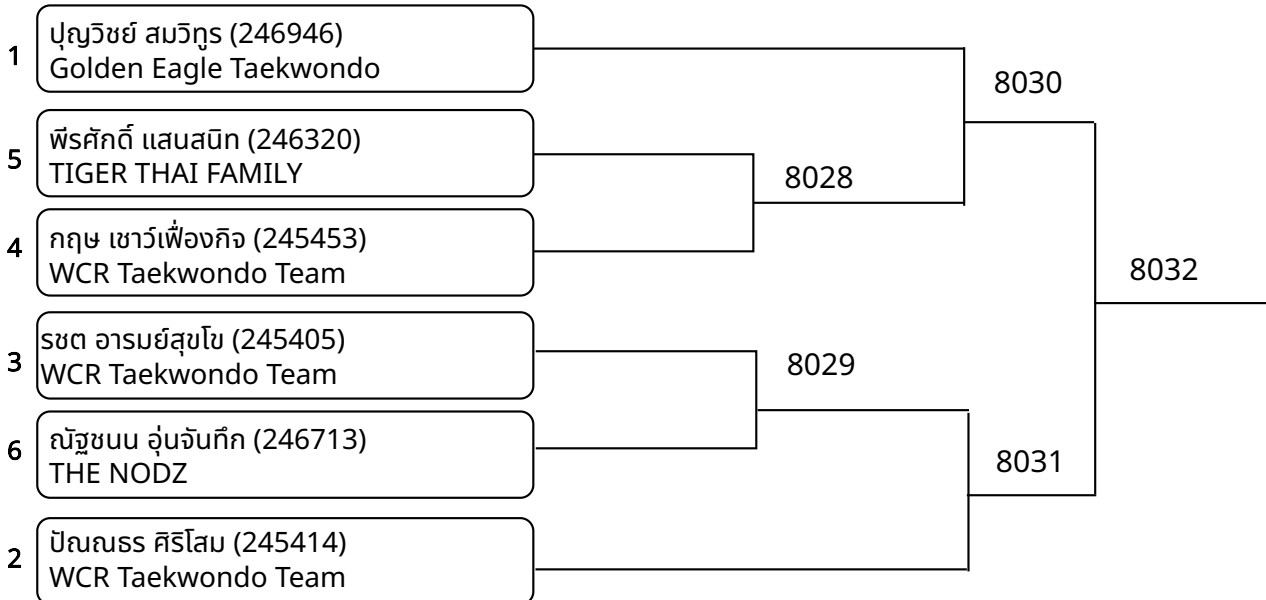 1
ปุญวิชย์ สมวิทูร (246946)
Golden Eagle Taekwondo
8030
5
พีรศักดิ์ แสนสนิท (246320)
TIGER THAI FAMILY
8028
4
กฤษ เชาว์เฟื่องกิจ (245453)
WCR Taekwondo Team
8032
3
รชต อารมย์สุขโข (245405)
WCR Taekwondo Team
8029
6
ณัฐชนน อุ่นจันทึก (246713)
THE NODZ
8031
2
ปัณณธร ศิริโสม (245414)
WCR Taekwondo Team